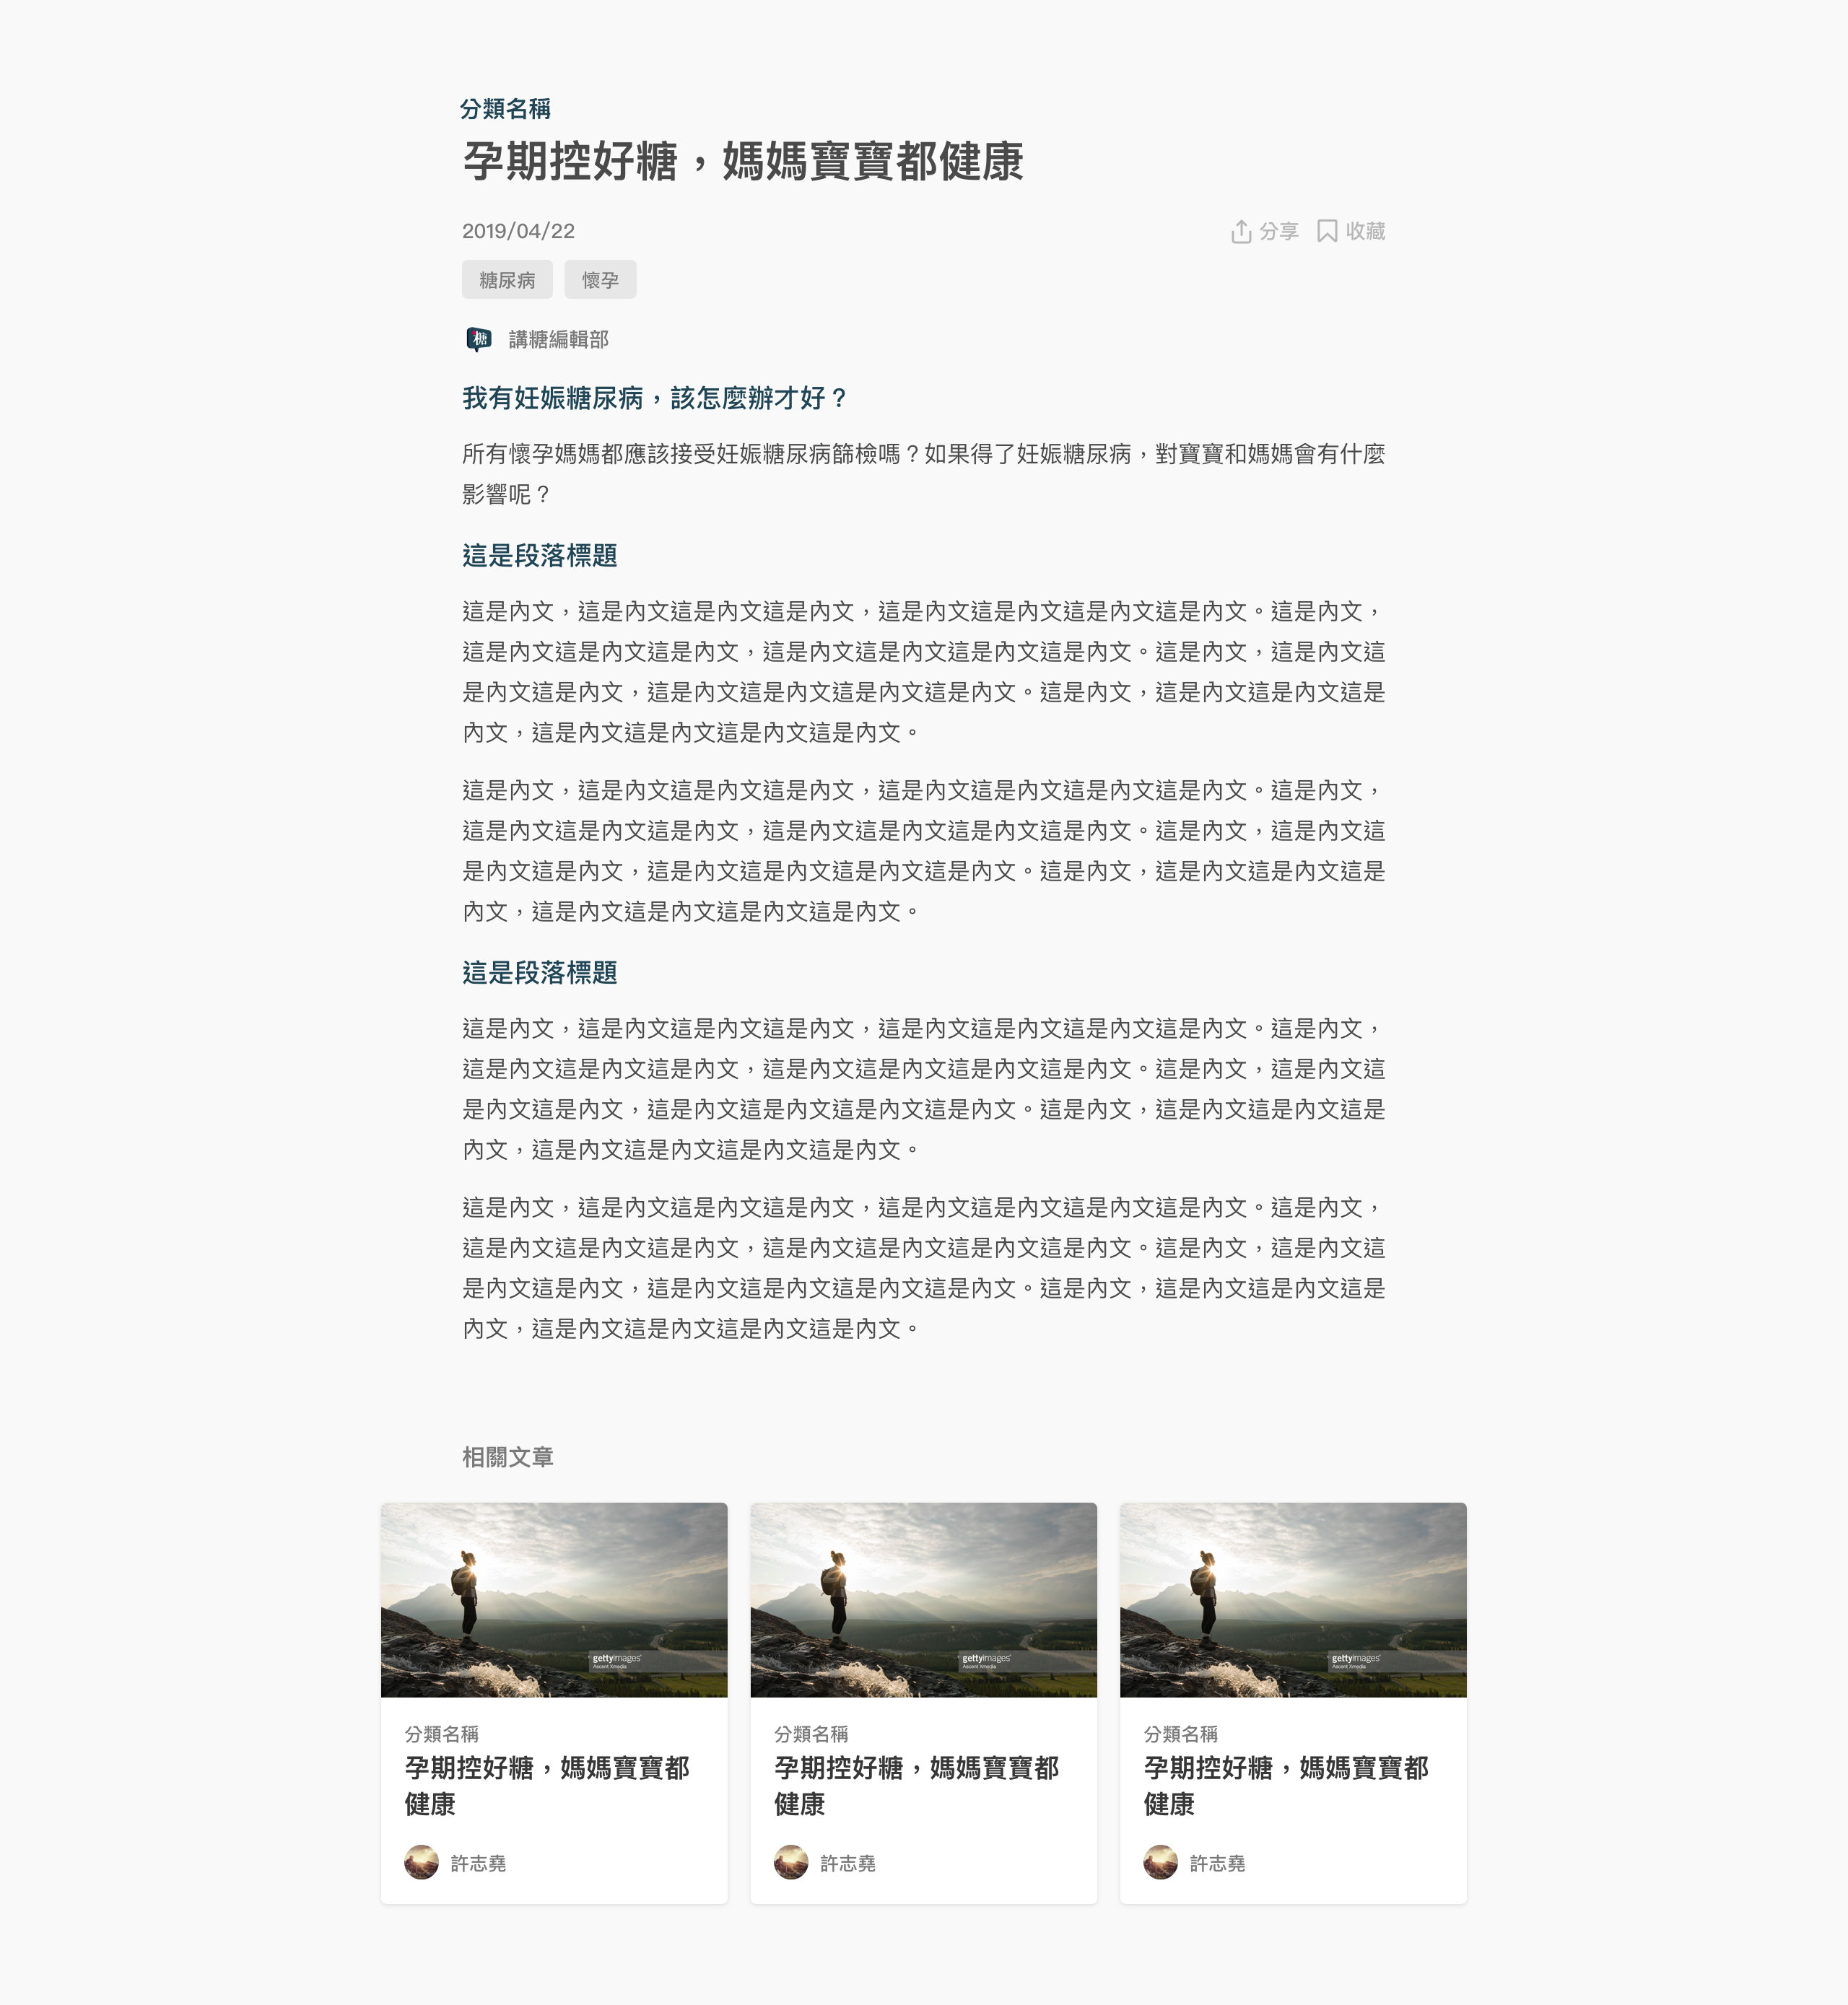 分類名稱
孕期控好糖，媽媽寶寶都健康
2019/04/22
分享 收藏
糖尿病 懷孕
糖 講糖編輯部
我有妊娠糖尿病，該怎麼辦才好？
所有懷孕媽媽都應該接受妊娠糖尿病篩檢嗎？如果得了妊娠糖尿病，對寶寶和媽媽會有什麼
影響呢？
這是段落標題
這是內文，這是內文這是內文這是內文，這是內文這是內文這是內文這是內文。這是內文，
這是內文這是內文這是內文，這是內文這是內文這是內文這是內文。這是內文，這是內文這
是內文這是內文，這是內文這是內文這是內文這是內文。這是內文，這是內文這是內文這是
內文，這是內文這是內文這是內文這是內文。
這是內文，這是內文這是內文這是內文，這是內文這是內文這是內文這是內文。這是內文，
這是內文這是內文這是內文，這是內文這是內文這是內文這是內文。這是內文，這是內文這
是內文這是內文，這是內文這是內文這是內文這是內文。這是內文，這是內文這是內文這是
內文，這是內文這是內文這是內文這是內文。
這是段落標題
這是內文，這是內文這是內文這是內文，這是內文這是內文這是內文這是內文。這是內文，
這是內文這是內文這是內文，這是內文這是內文這是內文這是內文。這是內文，這是內文這
是內文這是內文，這是內文這是內文這是內文這是內文。這是內文，這是內文這是內文這是
內文，這是內文這是內文這是內文這是內文。
這是內文，這是內文這是內文這是內文，這是內文這是內文這是內文這是內文。這是內文，
這是內文這是內文這是內文，這是內文這是內文這是內文這是內文。這是內文，這是內文這
是內文這是內文，這是內文這是內文這是內文這是內文。這是內文，這是內文這是內文這是
內文，這是內文這是內文這是內文這是內文。
相關文章
gettyimages
Ascent Xmedia
分類名稱
孕期控好糖，媽媽寶寶都
健康
許志堯
gettyimages
Ascent Xmedia
分類名稱
孕期控好糖，媽媽寶寶都
健康
許志堯
gettyimages
Ascent Xmedia
分類名稱
孕期控好糖，媽媽寶寶都
健康
許志堯